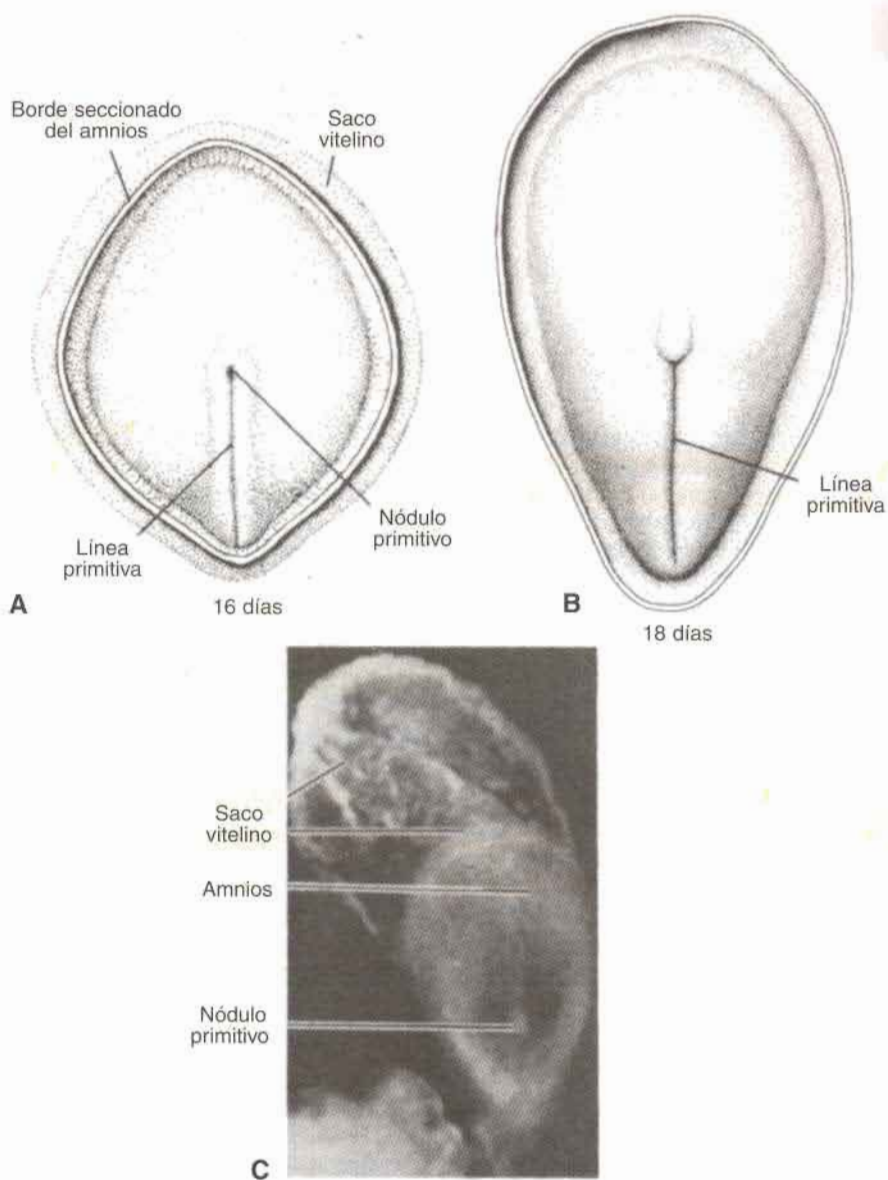 Borde seccionado
del amnios
Saco
vitelino
Línea
primitiva
Nódulo
primitivo
A
16 días
Línea
primitiva
B
18 días
Saco
vitelino
Amnios
Nódulo
primitivo
C